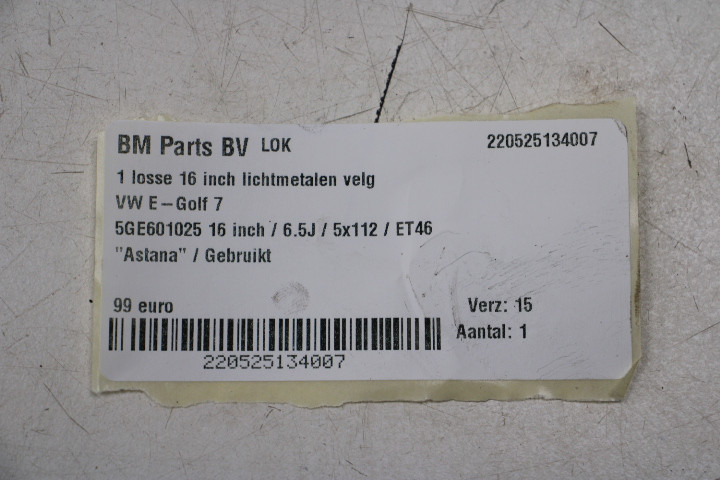 BM Parts BV LOK 220525134007
1 losse 16 inch lichtmetalen velg
VW E-Golf 7
5GE601025 16 inch / 6.5J / 5x112 / ET46
"Astana" / Gebruikt
99 euro Verz: 15
Aantal: 1
220525134007